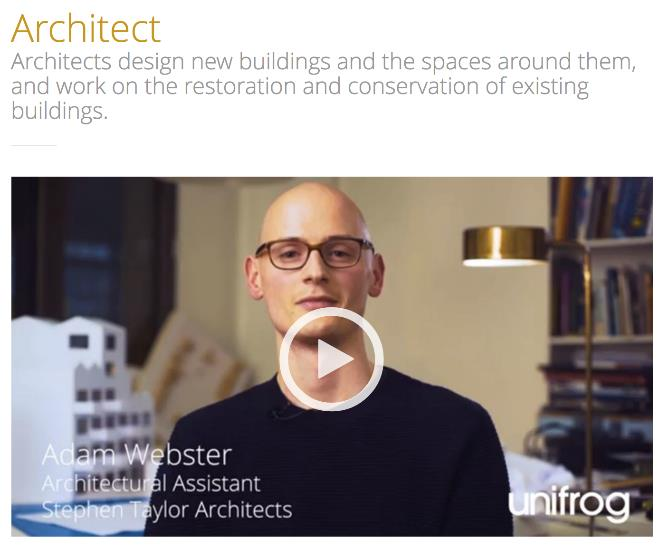 Architect
Architects design new buildings and the spaces around them,
and work on the restoration and conservation of existing
buildings.
Adam Webster
Architectural Assistant
Stephen Taylor Architects
unifrog